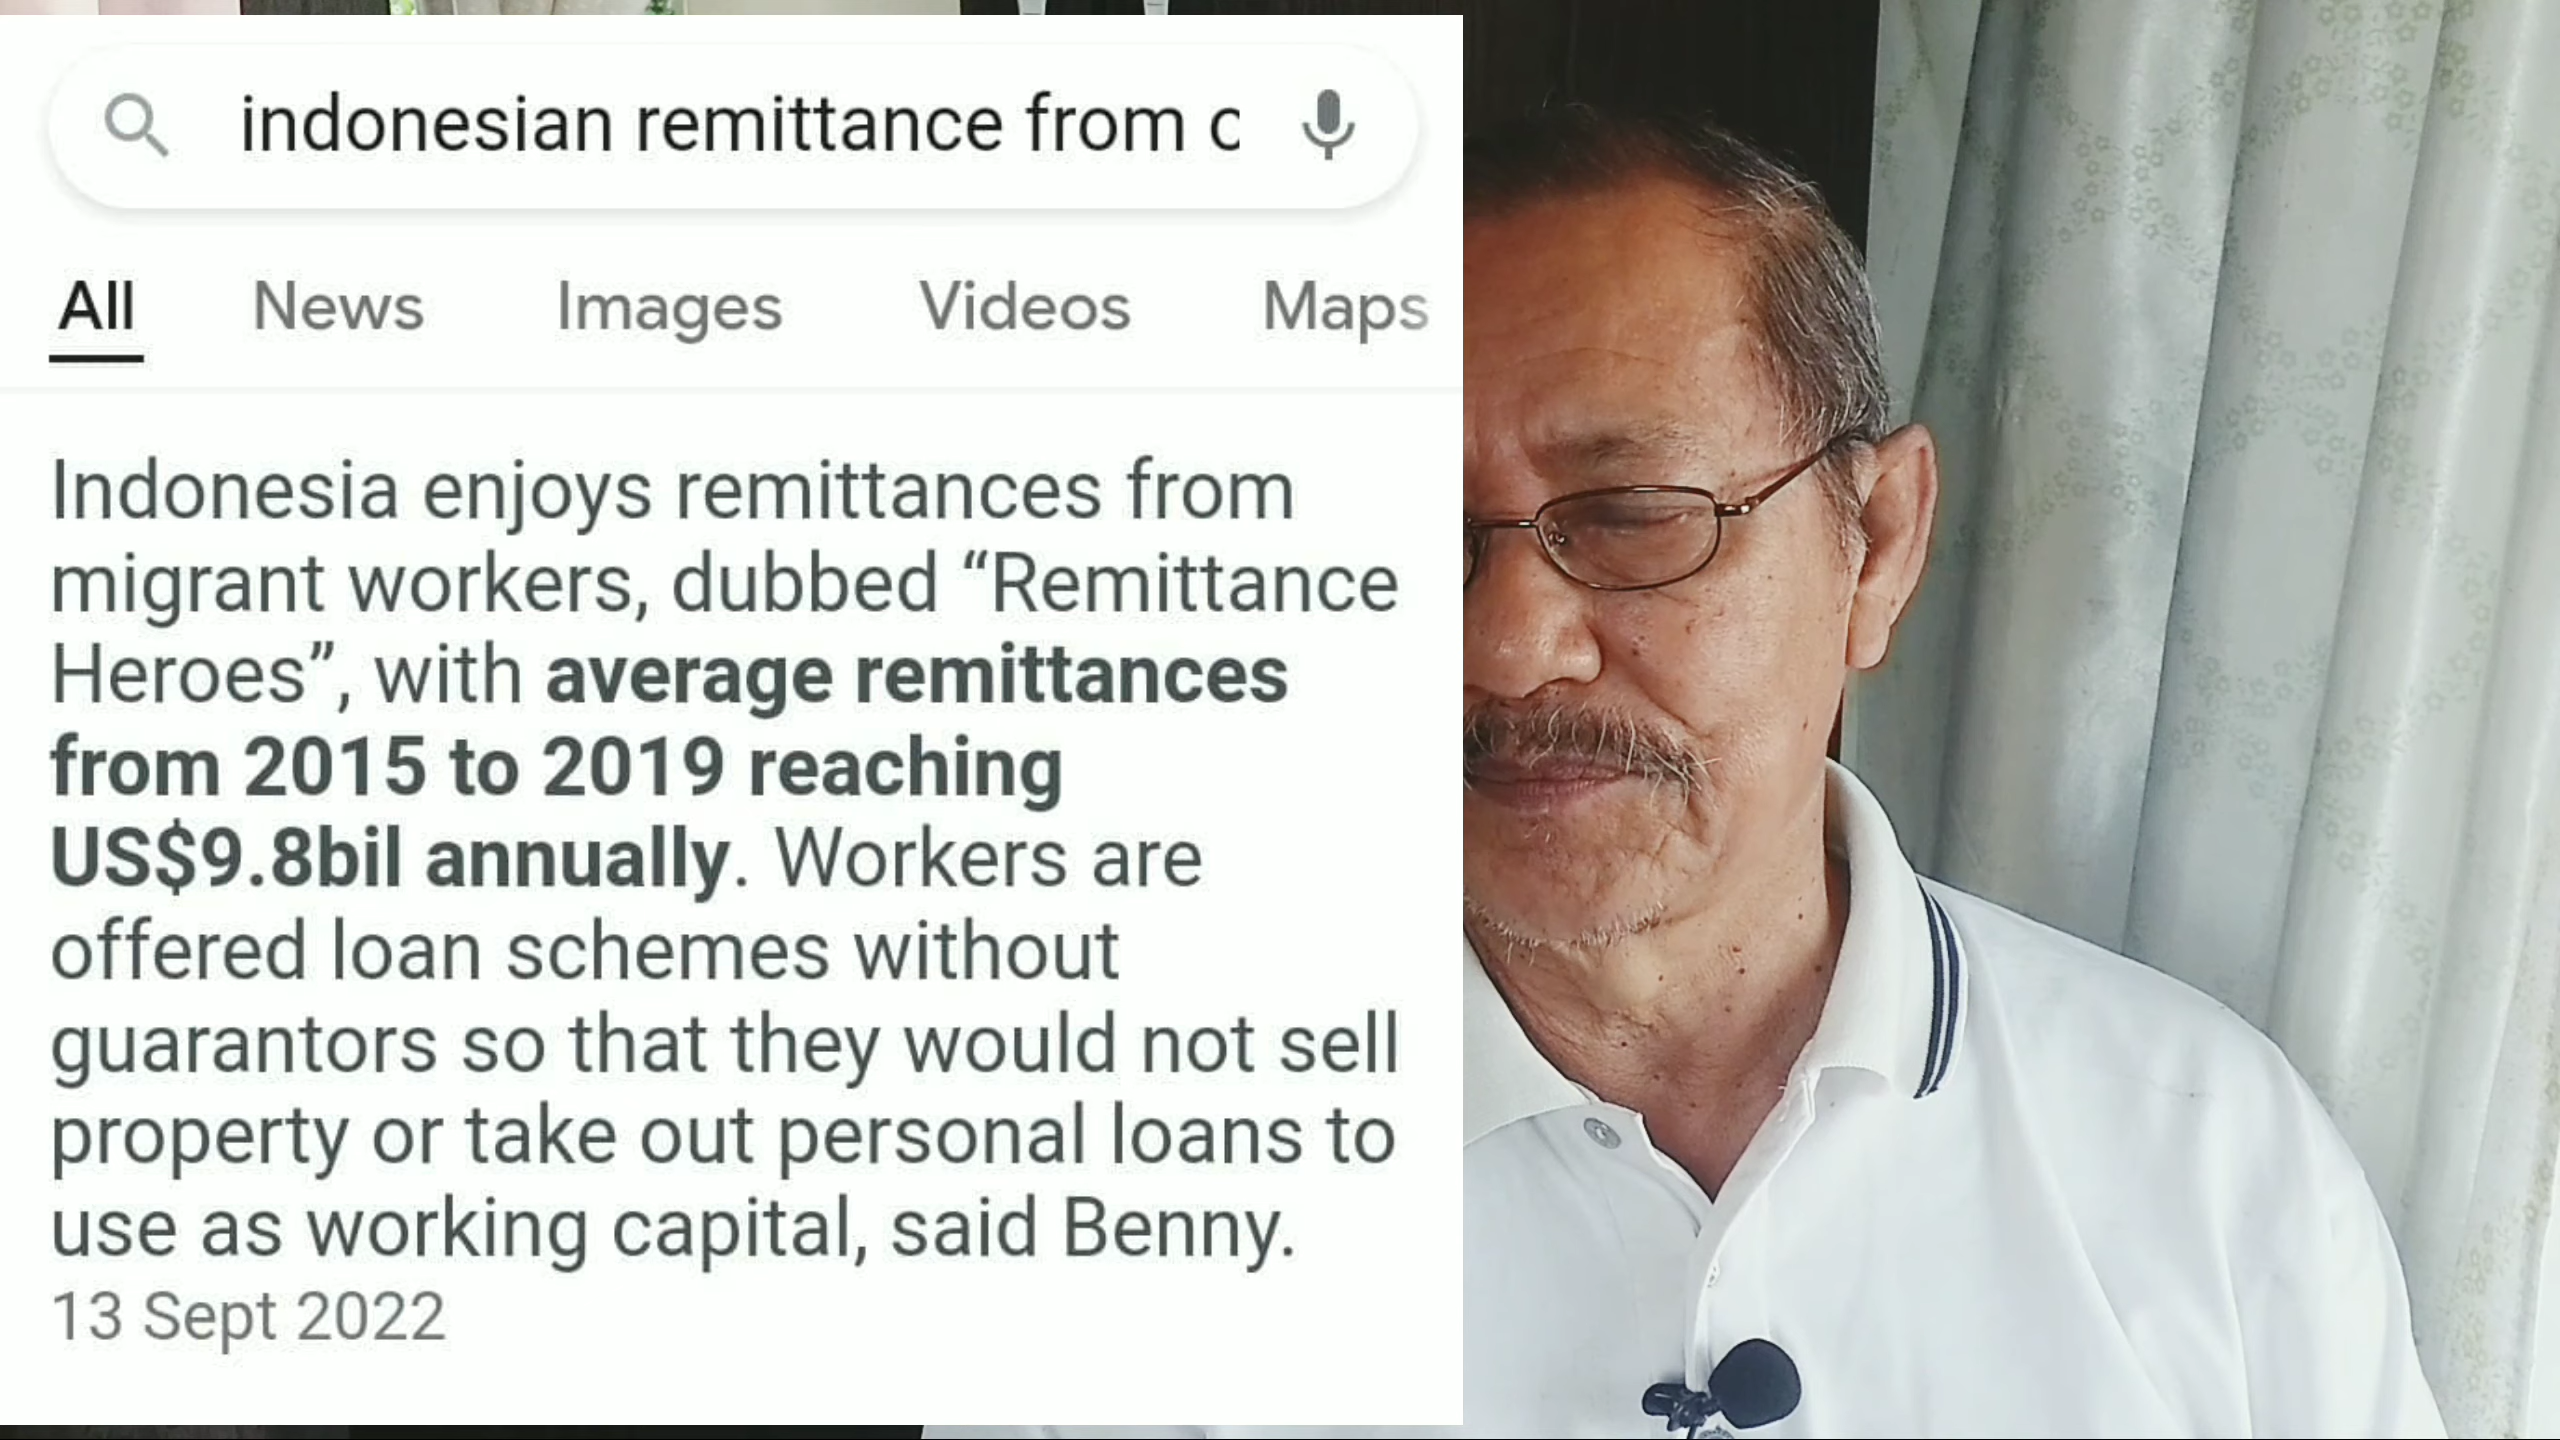 indonesian remittance from
All News Images Videos Maps
Indonesia enjoys remittances from
migrant workers, dubbed “Remittance
Heroes”, with average remittances
from 2015 to 2019 reaching
US$9.8bil annually. Workers are
offered loan schemes without
guarantors so that they would not sell
property or take out personal loans to
use as working capital, said Benny.
13 Sept 2022